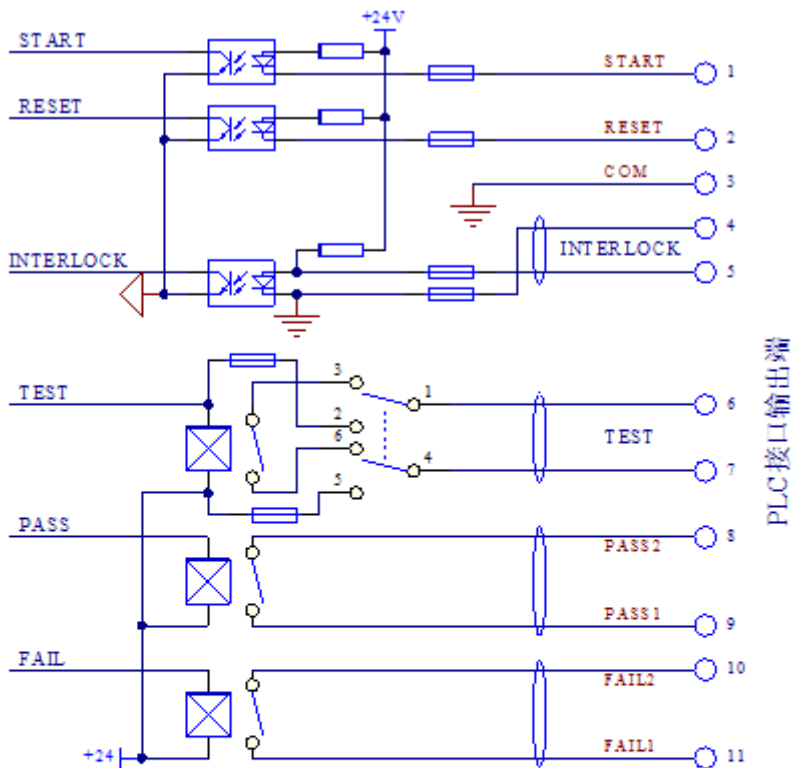 +24V
START
START
1
RESET
RESET
2
COM
3
4
INTERLOCK
INTERLOCK
5
3
1
TEST
6
2
6
TEST
4
5
7
PASS
8
PASS2
PASS1
9
FAIL
10
FAIL2
FAIL1
+24
11
PLC接口输出端